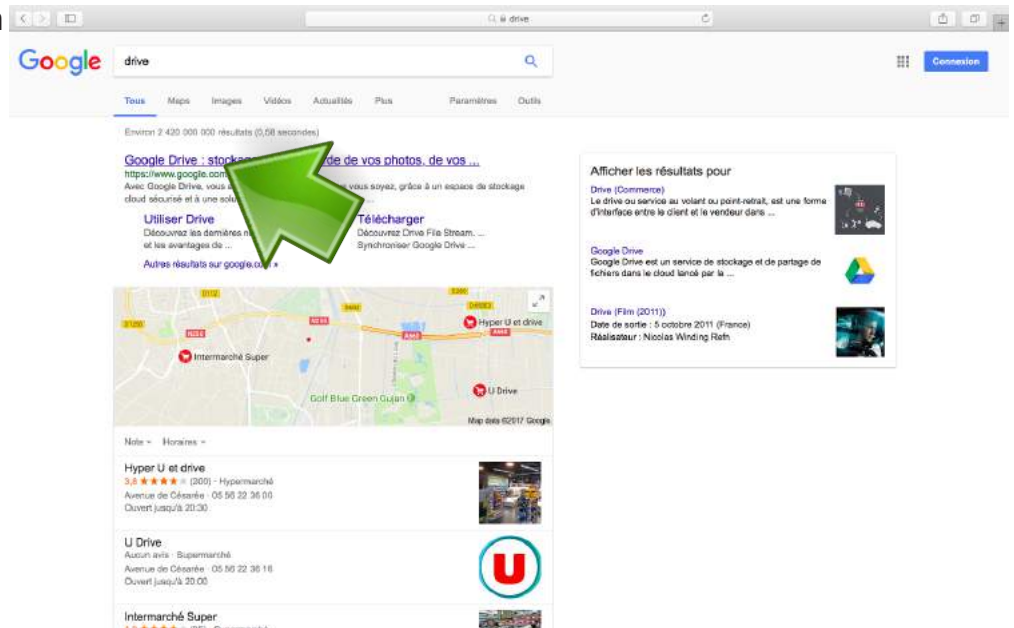 drive
Google
drive
Connexion
Tous Maps Images Vidéos Actualités Plus Paramètres Outils
Environ 2 420 000 000 résultats (0,58 secondes)
Google Drive : stockage de de vos photos, de vos ...
https://www.google.com
Avec Google Drive, vous vous soyez, grâce à un espace de stockage
cloud sécurisé et à une ...
Utiliser Drive
Découvrez les dernières
et les avantages de ...
Télécharger
Découvrez Drive File Stream. ...
Synchroniser Google Drive ...
Autres résultats sur google.com »
Afficher les résultats pour
Drive (Commerce)
Le drive ou service au volant ou point-retrait, est une forme
d'interface entre le client et le vendeur dans ...
Google Drive
Google Drive est un service de stockage et de partage de
fichiers dans le cloud lancé par la ...
Drive (Film (2011))
Date de sortie : 5 octobre 2011 (France)
Réalisateur : Nicolas Winding Refn
Hyper U et drive
Intermarché Super
U Drive
Golf Blue Green Gujan
Map data ©2017 Google
Note Horaires
Hyper U et drive
3,8 (200) · Hypermarché
Avenue de Césarée · 05 56 22 36 00
Ouvert jusqu'à 20:30
U Drive
Aucun avis · Supermarché
Avenue de Césarée · 05 56 22 36 16
Ouvert jusqu'à 20:00
U
Intermarché Super